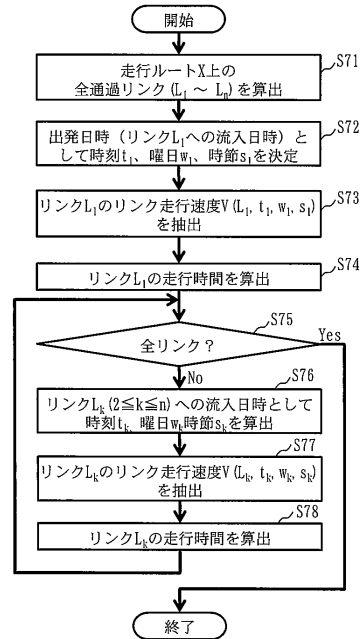 開始
S71
走行ルートX上の
全通過リンク(L1 ～ Ln)を算出
S72
出発日時（リンクL1への流入日時）と
して時刻t1、曜日w1、時節s1を決定
S73
リンクL1のリンク走行速度V(L1, t1, w1, s1)
を抽出
S74
リンクL1の走行時間を算出
S75
全リンク？
Yes
No
S76
リンクLk(2≦k≦n)への流入日時として
時刻tk、曜日wk時節skを算出
S77
リンクLkのリンク走行速度V(Lk, tk, wk, sk)
を抽出
S78
リンクLkの走行時間を算出
終了